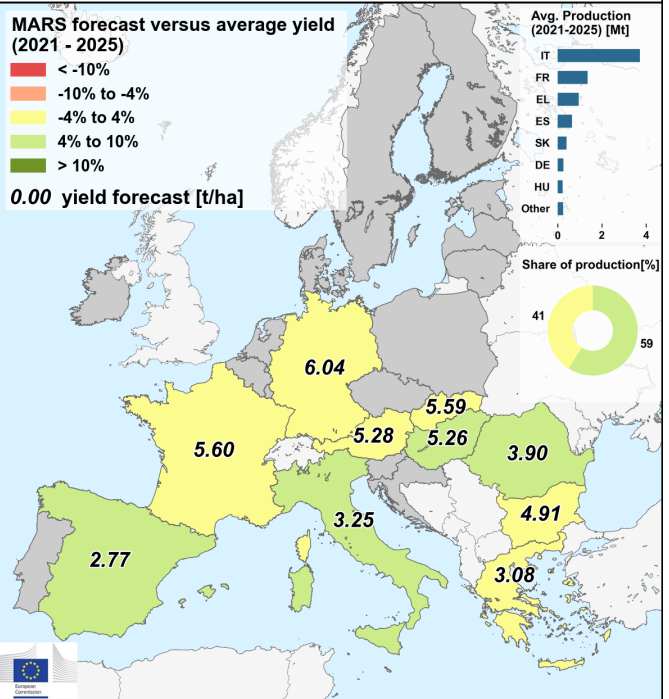 MARS forecast versus average yield
(2021 - 2025)
< -10%
-10% to -4%
-4% to 4%
4% to 10%
> 10%
0.00 yield forecast [t/ha]
Avg. Production
(2021-2025) [Mt]
IT
FR
EL
ES
SK
DE
HU
Other
0 2 4
Share of production[%]
41
59
6.04
5.59
5.28
5.26
5.60
3.90
4.91
3.25
2.77
3.08
European
Commission